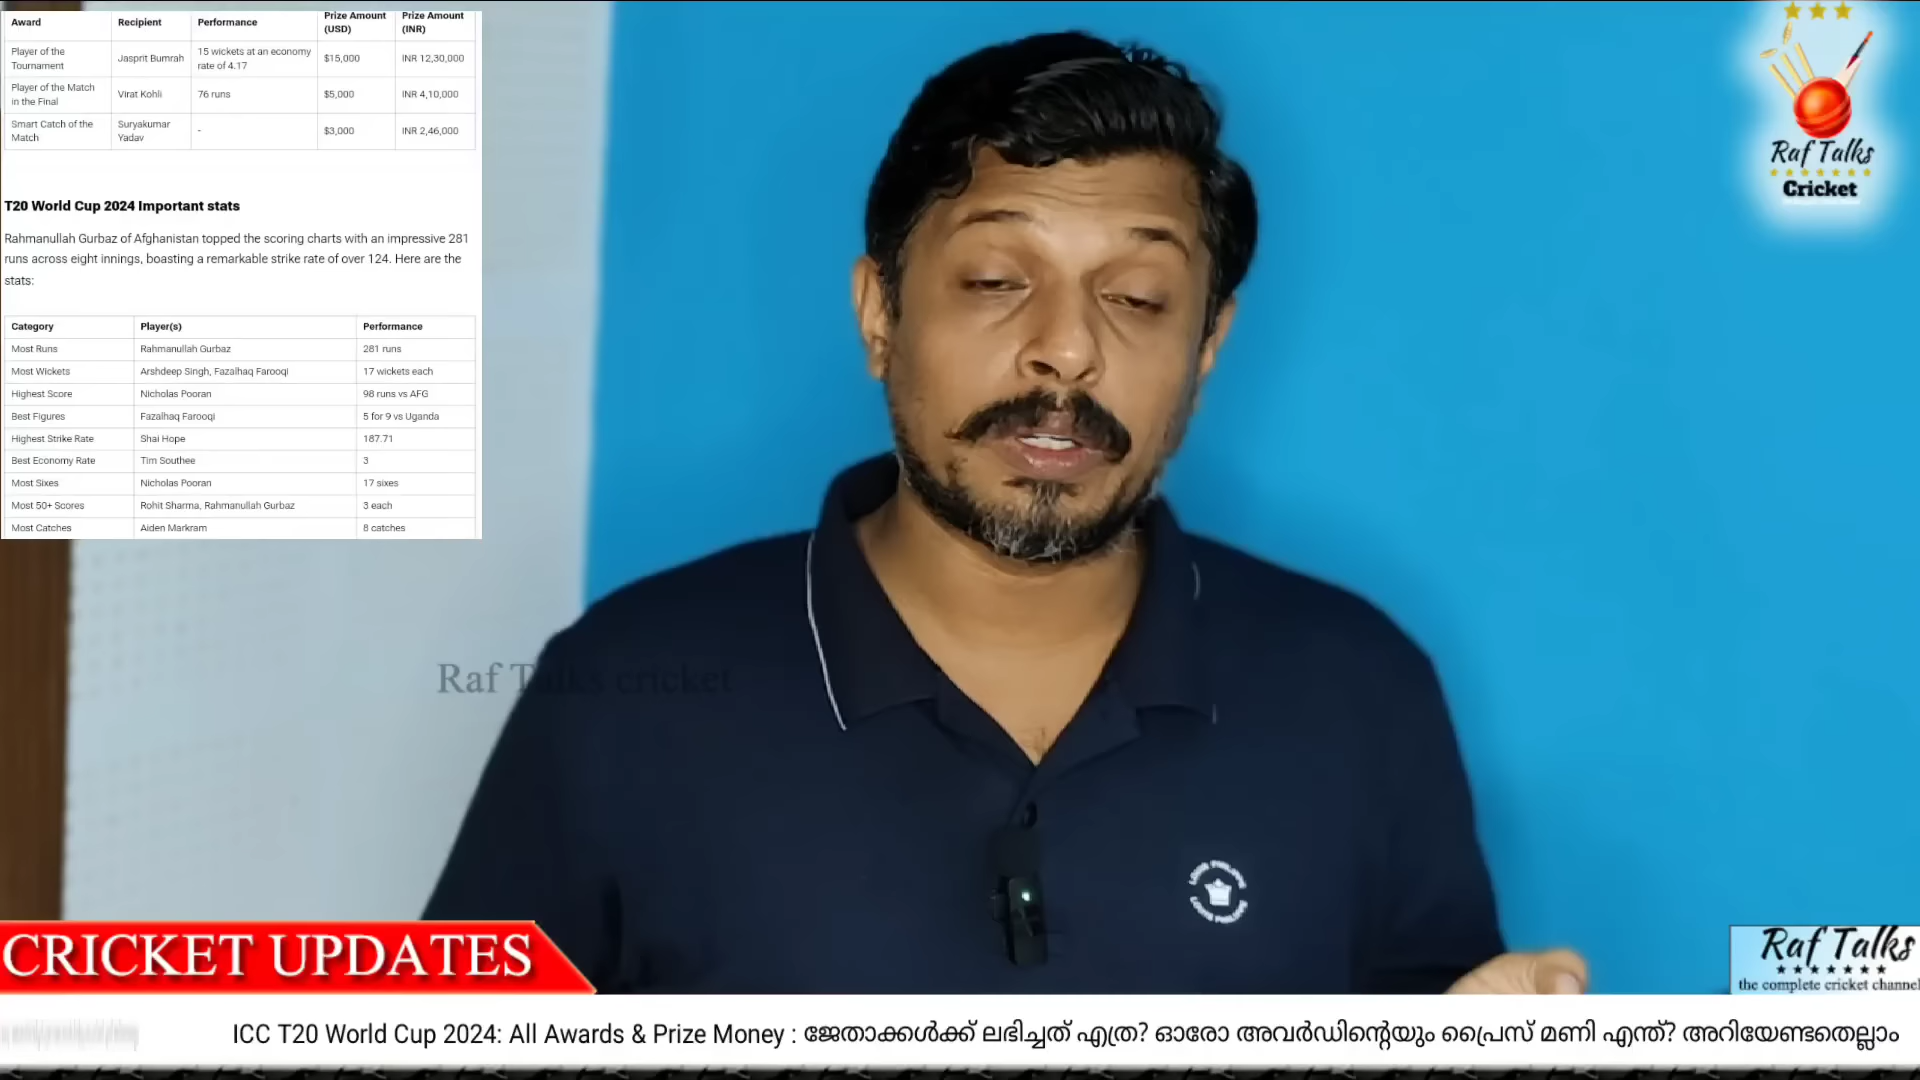 Award Recipient Performance Prize Amount (USD) Prize Amount (INR)
Player of the Tournament Jasprit Bumrah 15 wickets at an economy rate of 4.17 $15,000 INR 12,30,000
Player of the Match in the Final Virat Kohli 76 runs $5,000 INR 4,10,000
Smart Catch of the Match Suryakumar Yadav - $3,000 INR 2,46,000
T20 World Cup 2024 Important stats
Rahmanullah Gurbaz of Afghanistan topped the scoring charts with an impressive 281
runs across eight innings, boasting a remarkable strike rate of over 124. Here are the
stats:
Category Player(s) Performance
Most Runs Rahmanullah Gurbaz 281 runs
Most Wickets Arshdeep Singh, Fazalhaq Farooqi 17 wickets each
Highest Score Nicholas Pooran 98 runs vs AFG
Best Figures Fazalhaq Farooqi 5 for 9 vs Uganda
Highest Strike Rate Shai Hope 187.71
Best Economy Rate Tim Southee 3
Most Sixes Nicholas Pooran 17 sixes
Most 50+ Scores Rohit Sharma, Rahmanullah Gurbaz 3 each
Most Catches Aiden Markram 8 catches
Raf Talks
Cricket
Raf Talks cricket
LOUIS PHILIPPE
LOUIS PHILIPPE
CRICKET UPDATES
Raf Talks
the complete cricket channel
ICC T20 World Cup 2024: All Awards & Prize Money : ജേതാക്കൾക്ക് ലഭിച്ചത് എത്ര? ഓരോ അവർഡിന്റെയും പ്രൈസ് മണി എന്ത്? അറിയേണ്ടതെല്ലാം